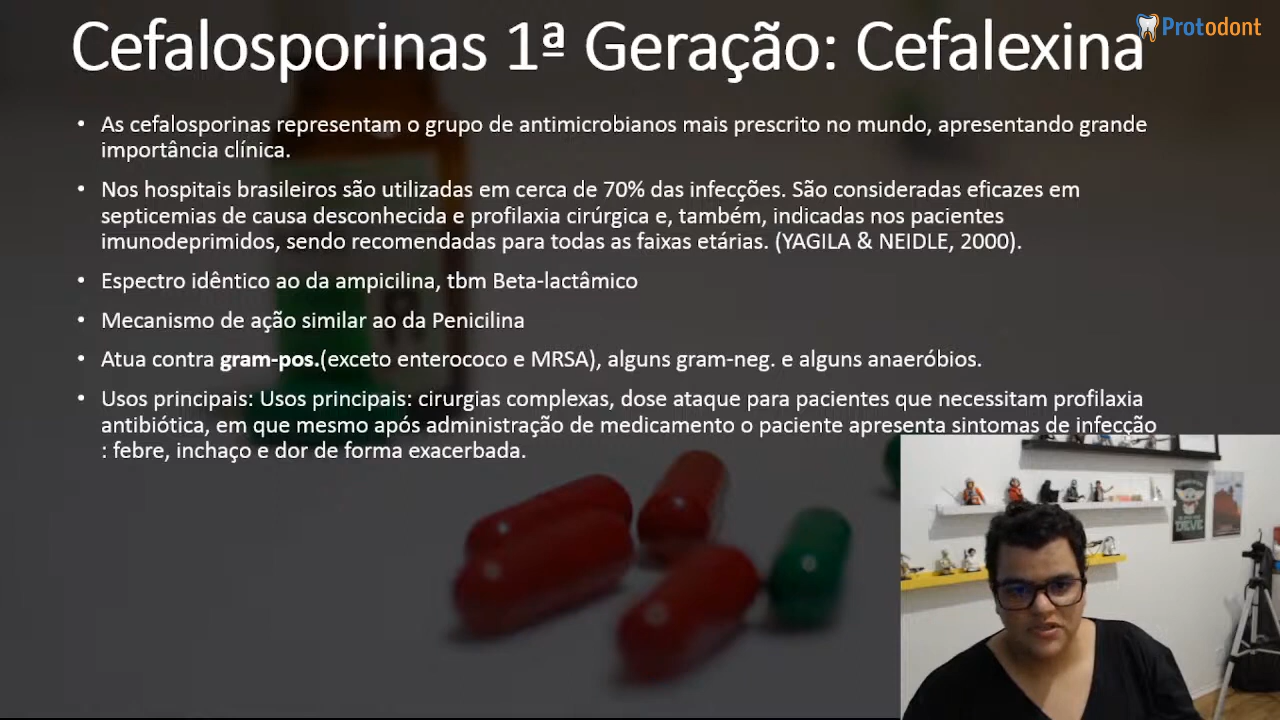 Cefalosporinas 1ª Geração: Cefalexina
Protodont
• As cefalosporinas representam o grupo de antimicrobianos mais prescrito no mundo, apresentando grande
importância clínica.
• Nos hospitais brasileiros são utilizadas em cerca de 70% das infecções. São consideradas eficazes em
septicemias de causa desconhecida e profilaxia cirúrgica e, também, indicadas nos pacientes
imunodeprimidos, sendo recomendadas para todas as faixas etárias. (YAGILA & NEIDLE, 2000).
• Espectro idêntico ao da ampicilina, tbm Beta-lactâmico
• Mecanismo de ação similar ao da Penicilina
• Atua contra gram-pos.(exceto enterococo e MRSA), alguns gram-neg. e alguns anaeróbios.
• Usos principais: Usos principais: cirurgias complexas, dose ataque para pacientes que necessitam profilaxia
antibiótica, em que mesmo após administração de medicamento o paciente apresenta sintomas de infecção
: febre, inchaço e dor de forma exacerbada.